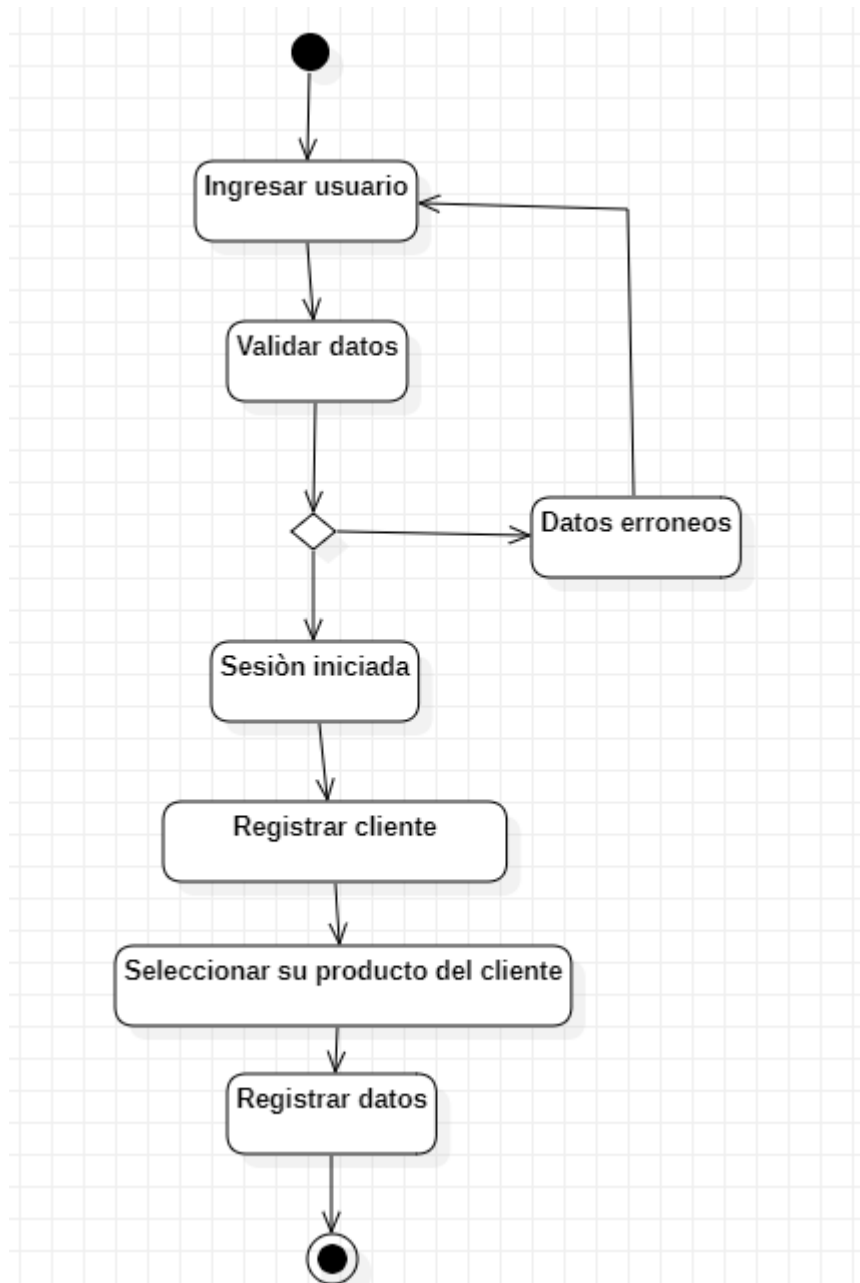 Ingresar usuario
Validar datos
Datos erroneos
Sesiòn iniciada
Registrar cliente
Seleccionar su producto del cliente
Registrar datos